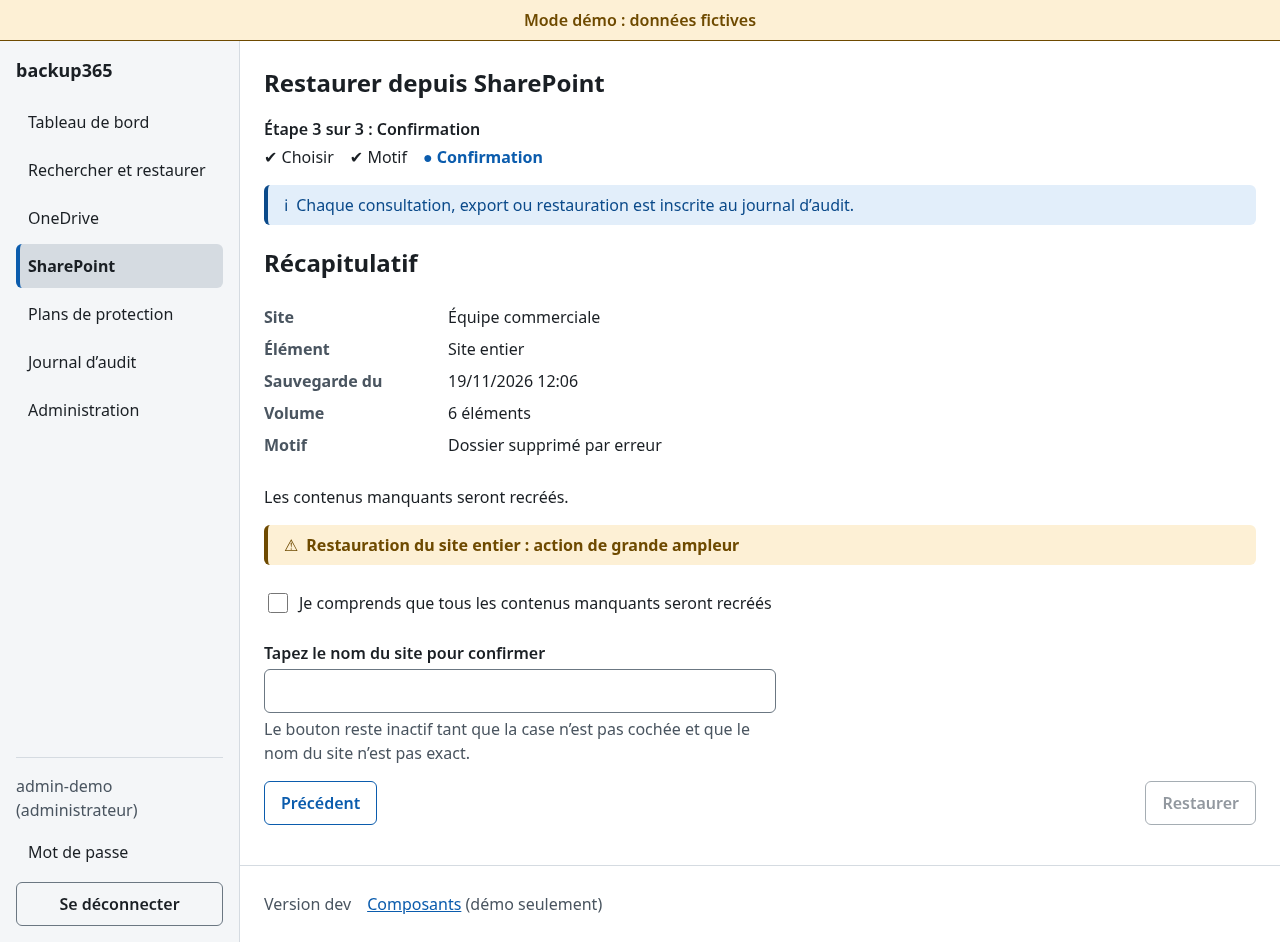 Mode démo : données fictives
backup365
Tableau de bord
Rechercher et restaurer
OneDrive
SharePoint
Plans de protection
Journal d’audit
Administration
admin-demo
(administrateur)
Mot de passe
Se déconnecter
Restaurer depuis SharePoint
Étape 3 sur 3 : Confirmation
✔ Choisir ✔ Motif ● Confirmation
i Chaque consultation, export ou restauration est inscrite au journal d’audit.
Récapitulatif
Site Équipe commerciale
Élément Site entier
Sauvegarde du 19/11/2026 12:06
Volume 6 éléments
Motif Dossier supprimé par erreur
Les contenus manquants seront recréés.
⚠ Restauration du site entier : action de grande ampleur
Je comprends que tous les contenus manquants seront recréés
Tapez le nom du site pour confirmer
Le bouton reste inactif tant que la case n’est pas cochée et que le
nom du site n’est pas exact.
Précédent Restaurer
Version dev Composants (démo seulement)